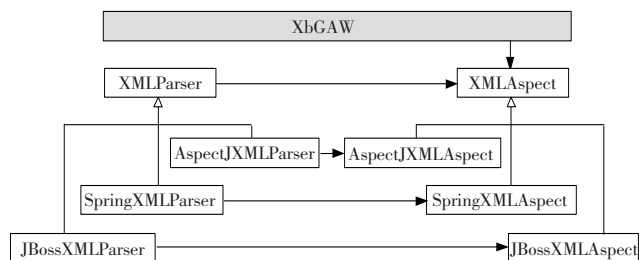 XbGAW
XMLParser
XMLAspect
AspectJXMLParser
AspectJXMLAspect
SpringXMLParser
SpringXMLAspect
JBossXMLParser
JBossXMLAspect